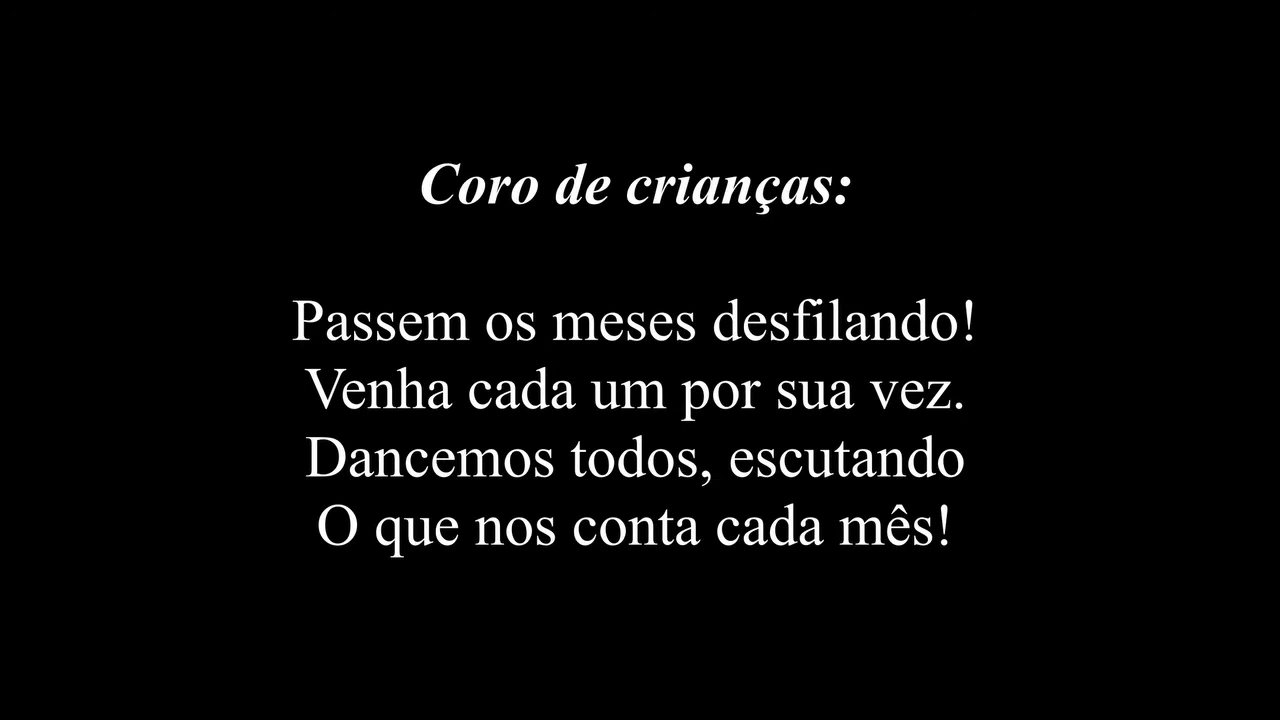 Coro de crianças:
Passem os meses desfilando!
Venha cada um por sua vez.
Dancemos todos, escutando
O que nos conta cada mês!